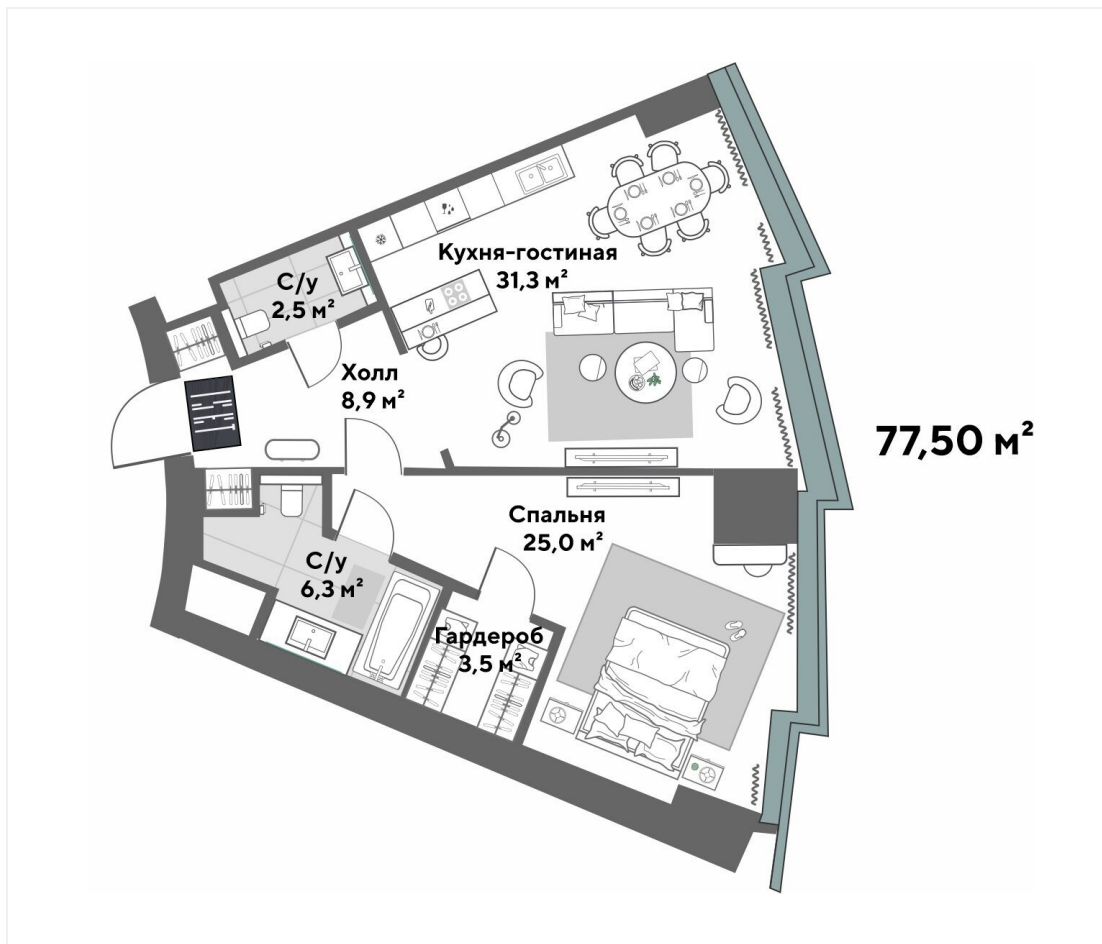 Кухня-гостиная
31,3 м²
С/у
2,5 м²
Холл
8,9 м²
77,50 м²
Спальня
25,0 м²
С/у
6,3 м²
Гардероб
3,5 м²